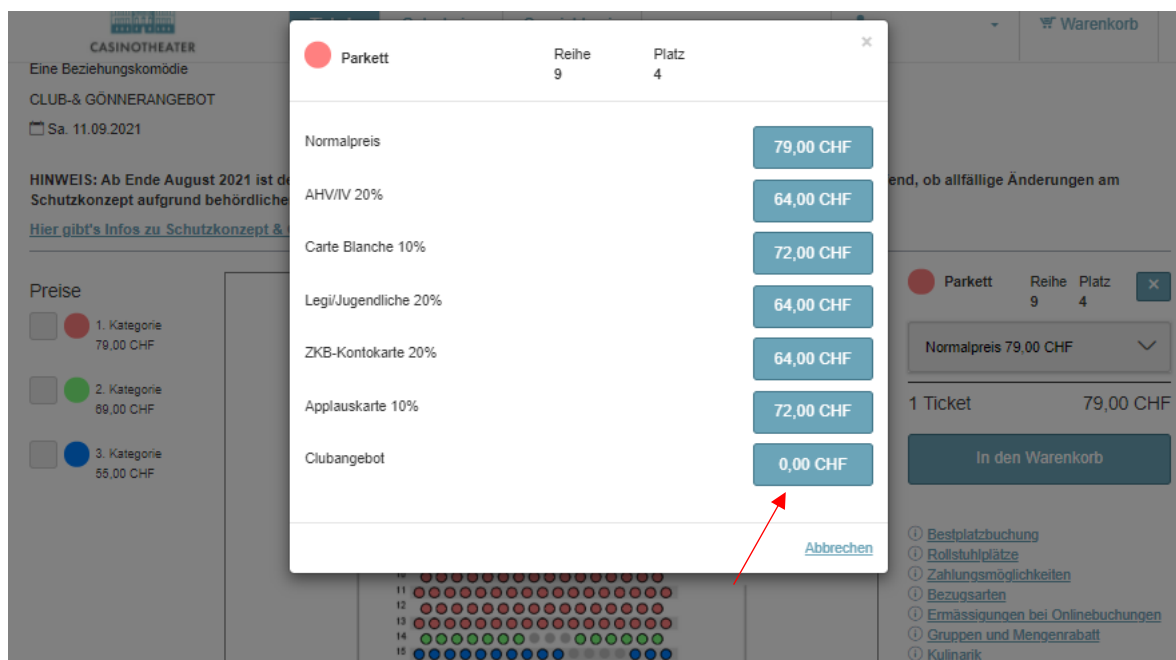 CASINOTHEATER
Warenkorb
Eine Beziehungskomödie
CLUB-& GÖNNERANGEBOT
Sa. 11.09.2021
HINWEIS: Ab Ende August 2021 ist
end, ob allfällige Änderungen am
Schutzkonzept aufgrund behördliche
Hier gibt's Infos zu Schutzkonzept &
Parkett
Reihe
Platz
9
4
×
Normalpreis
79,00 CHF
AHV/IV 20%
64,00 CHF
Carte Blanche 10%
72,00 CHF
Legi/Jugendliche 20%
64,00 CHF
ZKB-Kontokarte 20%
64,00 CHF
Applauskarte 10%
72,00 CHF
Clubangebot
0,00 CHF
Abbrechen
Preise
1. Kategorie
79,00 CHF
2. Kategorie
69,00 CHF
3. Kategorie
55,00 CHF
11
12
13
14
15
Parkett
Reihe
Platz
9
4
×
Normalpreis 79,00 CHF
1 Ticket
79,00 CHF
In den Warenkorb
Bestplatzbuchung
Rollstuhlplätze
Zahlungsmöglichkeiten
Bezugsarten
Ermässigungen bei Onlinebuchungen
Gruppen und Mengenrabatt
Kulinarik